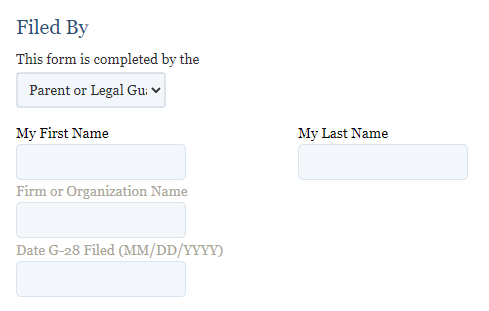 Filed By
This form is completed by the
Parent or Legal Gu
My First Name
My Last Name
Firm or Organization Name
Date G-28 Filed (MM/DD/YYYY)